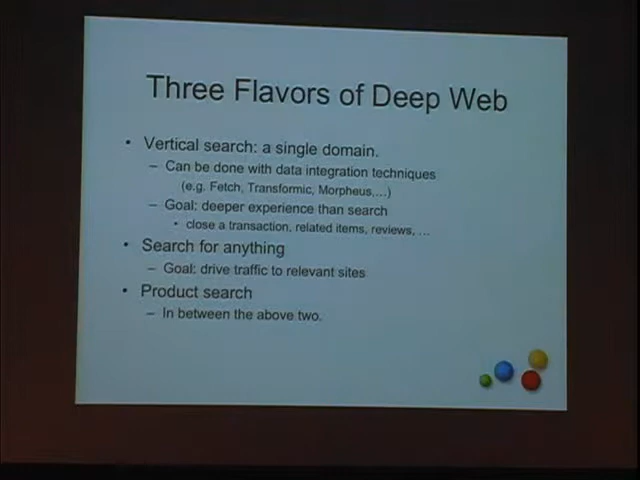 Three Flavors of Deep Web
• Vertical search: a single domain.
– Can be done with data integration techniques
(e.g. Fetch, Transformic, Morpheus,...)
– Goal: deeper experience than search
• close a transaction, related items, reviews, ...
• Search for anything
– Goal: drive traffic to relevant sites
• Product search
– In between the above two.